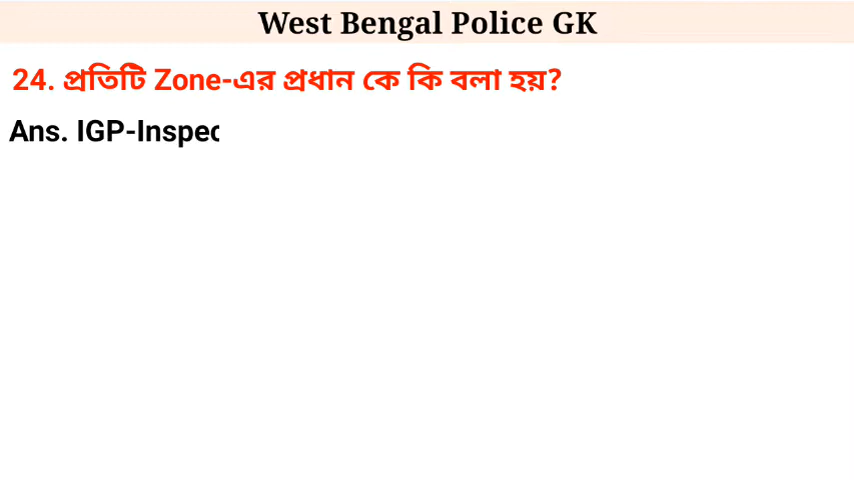 West Bengal Police GK
24. প্রতিটি Zone-এর প্রধান কে কি বলা হয়?
Ans. IGP-Inspec